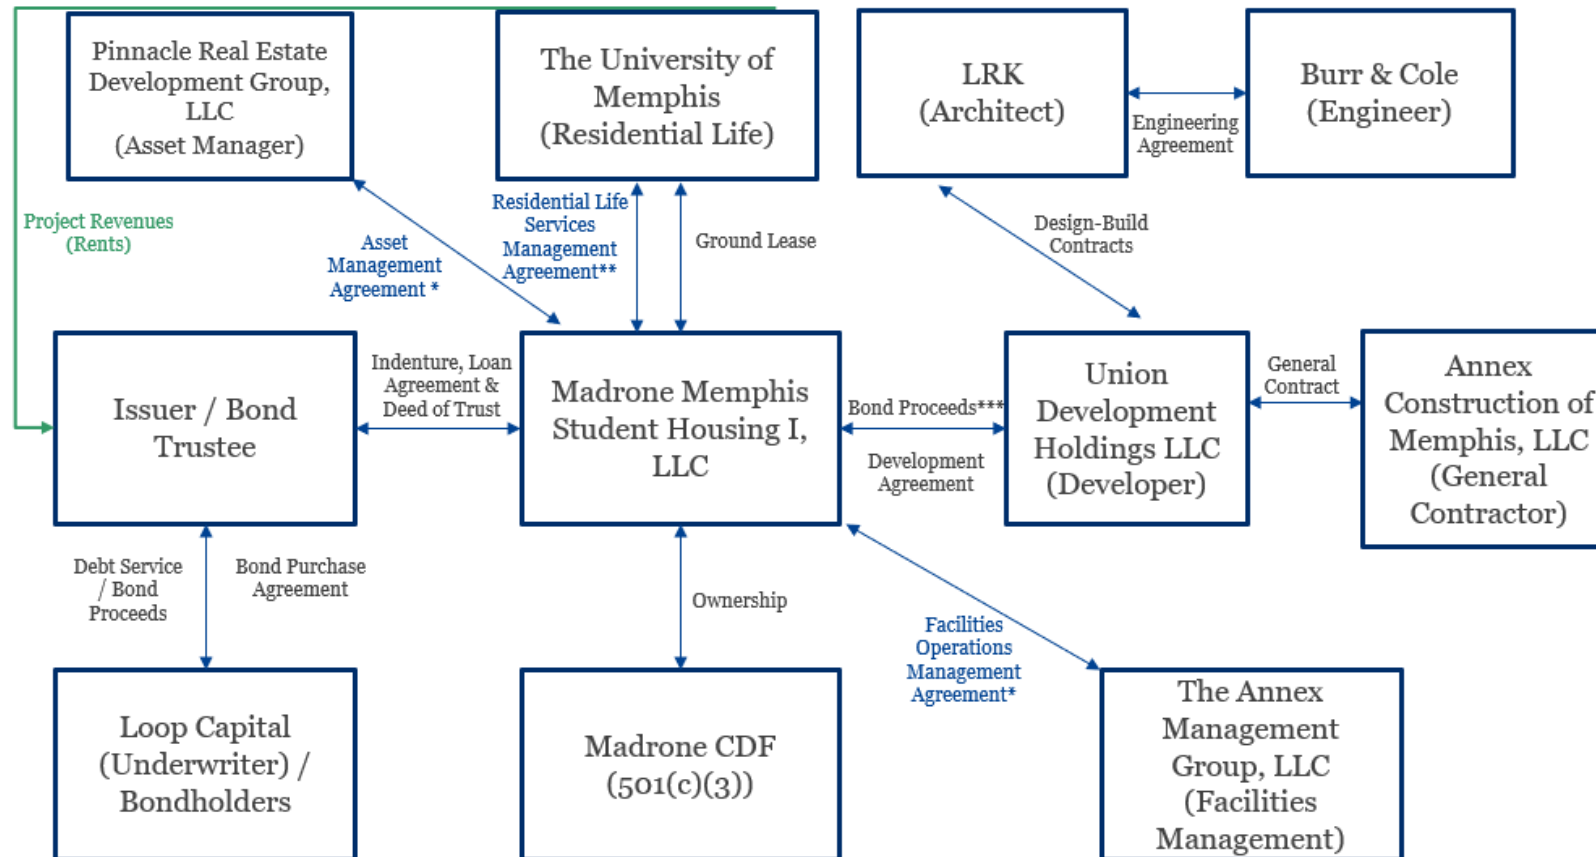 Pinnacle Real Estate
Development Group,
LLC
(Asset Manager)
The University of
Memphis
(Residential Life)
LRK
(Architect)
Engineering
Agreement
Burr & Cole
(Engineer)
Project Revenues
(Rents)
Asset
Management
Agreement *
Residential Life
Services
Management
Agreement**
Ground Lease
Design-Build
Contracts
Issuer / Bond
Trustee
Indenture, Loan
Agreement &
Deed of Trust
Madrone Memphis
Student Housing I,
LLC
Bond Proceeds***
Development
Agreement
Union
Development
Holdings LLC
(Developer)
General
Contract
Annex
Construction of
Memphis, LLC
(General
Contractor)
Debt Service
/ Bond
Proceeds
Bond Purchase
Agreement
Ownership
Facilities
Operations
Management
Agreement*
Loop Capital
(Underwriter) /
Bondholders
Madrone CDF
(501(c)(3))
The Annex
Management
Group, LLC
(Facilities
Management)